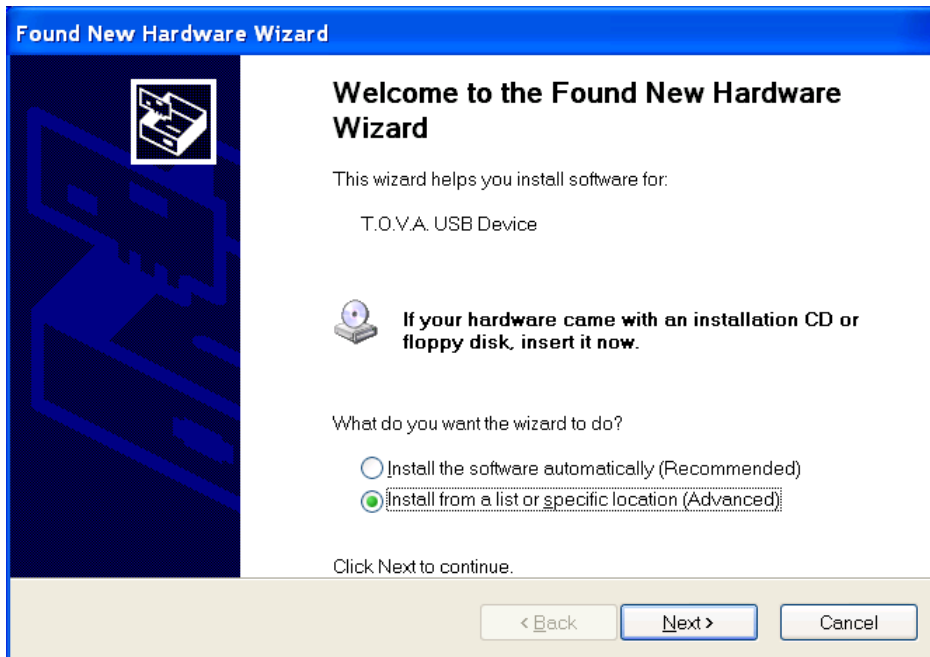 Found New Hardware Wizard
Welcome to the Found New Hardware
Wizard
This wizard helps you install software for:
T.O.V.A. USB Device
If your hardware came with an installation CD or
floppy disk, insert it now.
What do you want the wizard to do?
Install the software automatically (Recommended)
Install from a list or specific location (Advanced)
Click Next to continue.
< Back Next > Cancel